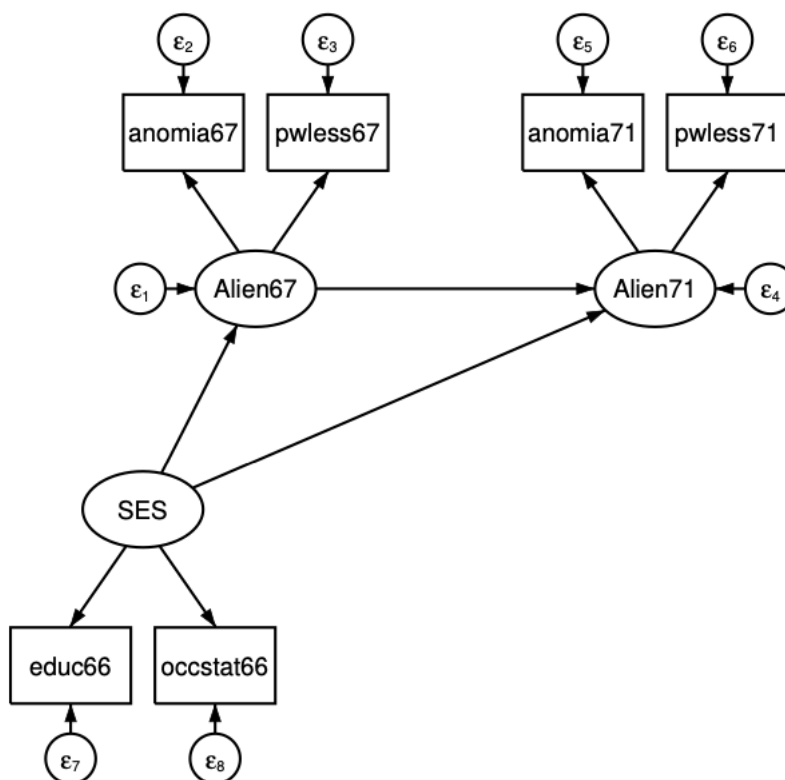 ε₂
ε₃
ε₅
ε₆
anomia67
pwless67
anomia71
pwless71
ε₁
Alien67
Alien71
ε₄
SES
educ66
occstat66
ε₇
ε₈